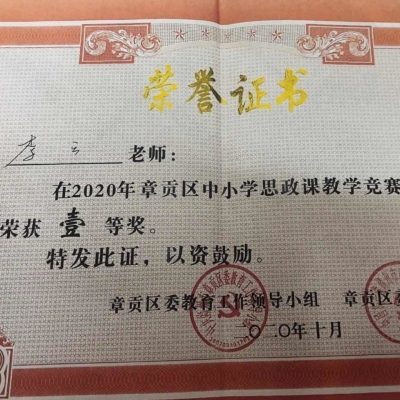 荣誉证书
李云 老师：
在2020年章贡区中小学思政课教学竞赛
荣获 壹 等奖。
特发此证，以资鼓励。
章贡区委教育工作领导小组 章贡区委
二〇二〇年十月